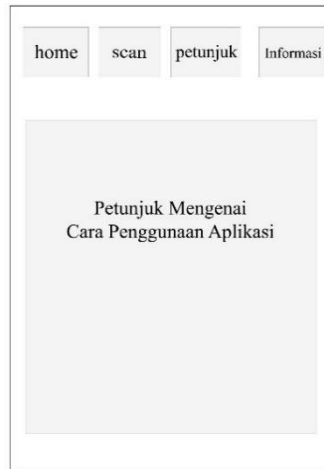 home scan petunjuk Informasi
Petunjuk Mengenai
Cara Penggunaan Aplikasi